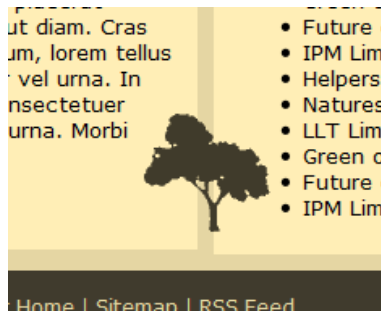 ut diam. Cras
um, lorem tellus
vel urna. In
nsectetuer
urna. Morbi
Future
IPM Lim
Helpers
Natures
LLT Lim
Green o
Future
IPM Lim
Home | Sitemap | RSS Feed